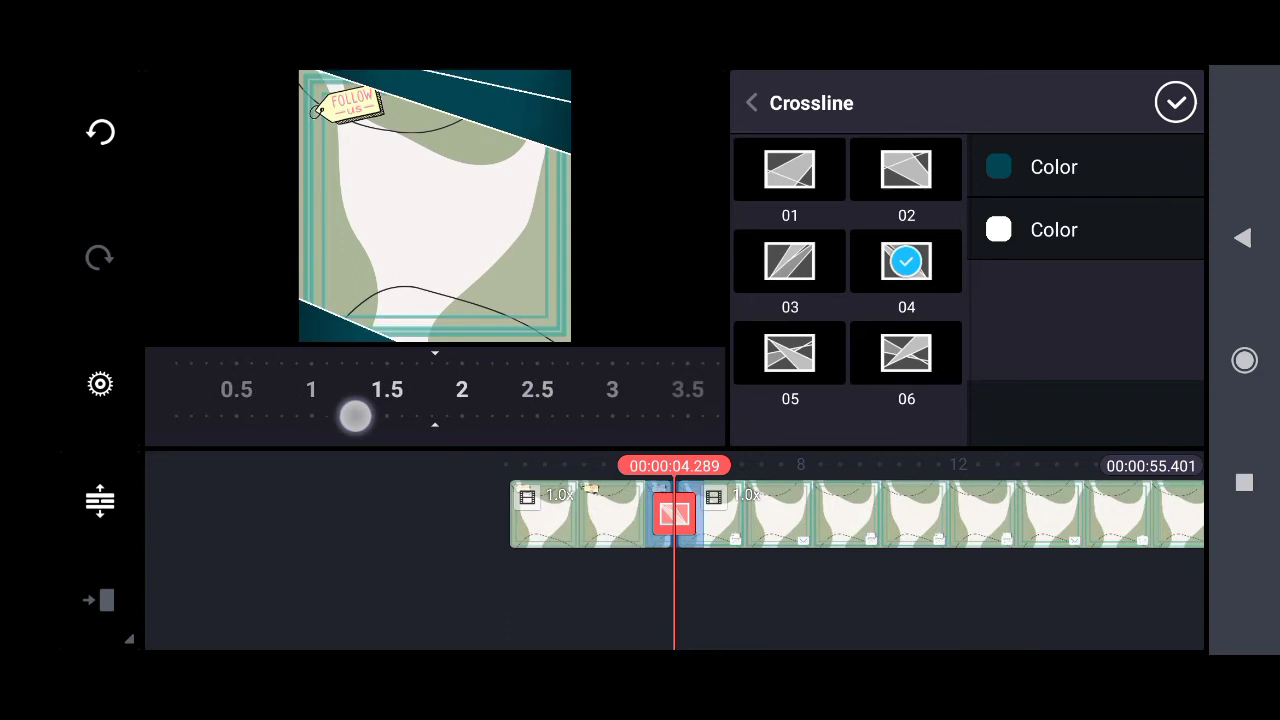 FOLLOW
US
Crossline
Color
01
02
Color
03
04
05
06
0.5 1 1.5 2 2.5 3 3.5
00:00:04.289 8 12 00:00:55.401
1.0x 1.0x